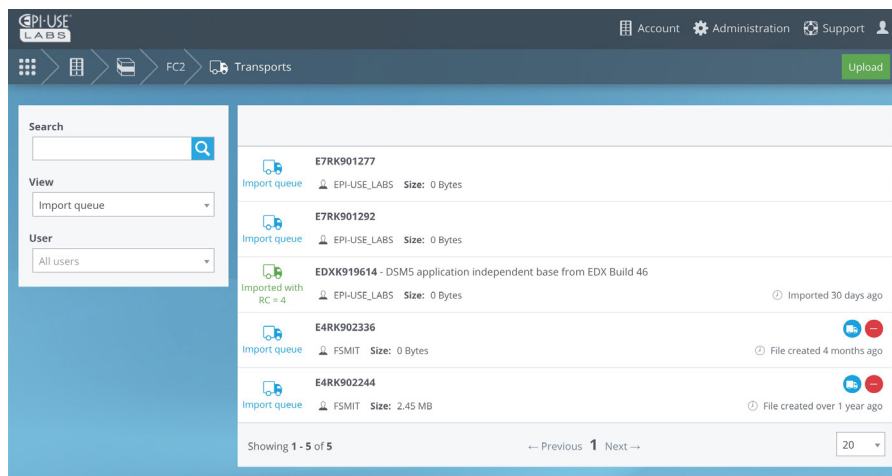 EPI-USE
LABS
Account Administration Support
FC2 Transports Upload
Search
View
Import queue
User
All users
E7RK901277
Import queue EPI-USE_LABS Size: 0 Bytes
E7RK901292
Import queue EPI-USE_LABS Size: 0 Bytes
EDXK919614 - DSM5 application independent base from EDX Build 46
Imported with
RC = 4
EPI-USE_LABS Size: 0 Bytes Imported 30 days ago
E4RK902336
Import queue FSMIT Size: 0 Bytes File created 4 months ago
E4RK902244
Import queue FSMIT Size: 2.45 MB File created over 1 year ago
Showing 1 - 5 of 5 ← Previous 1 Next → 20